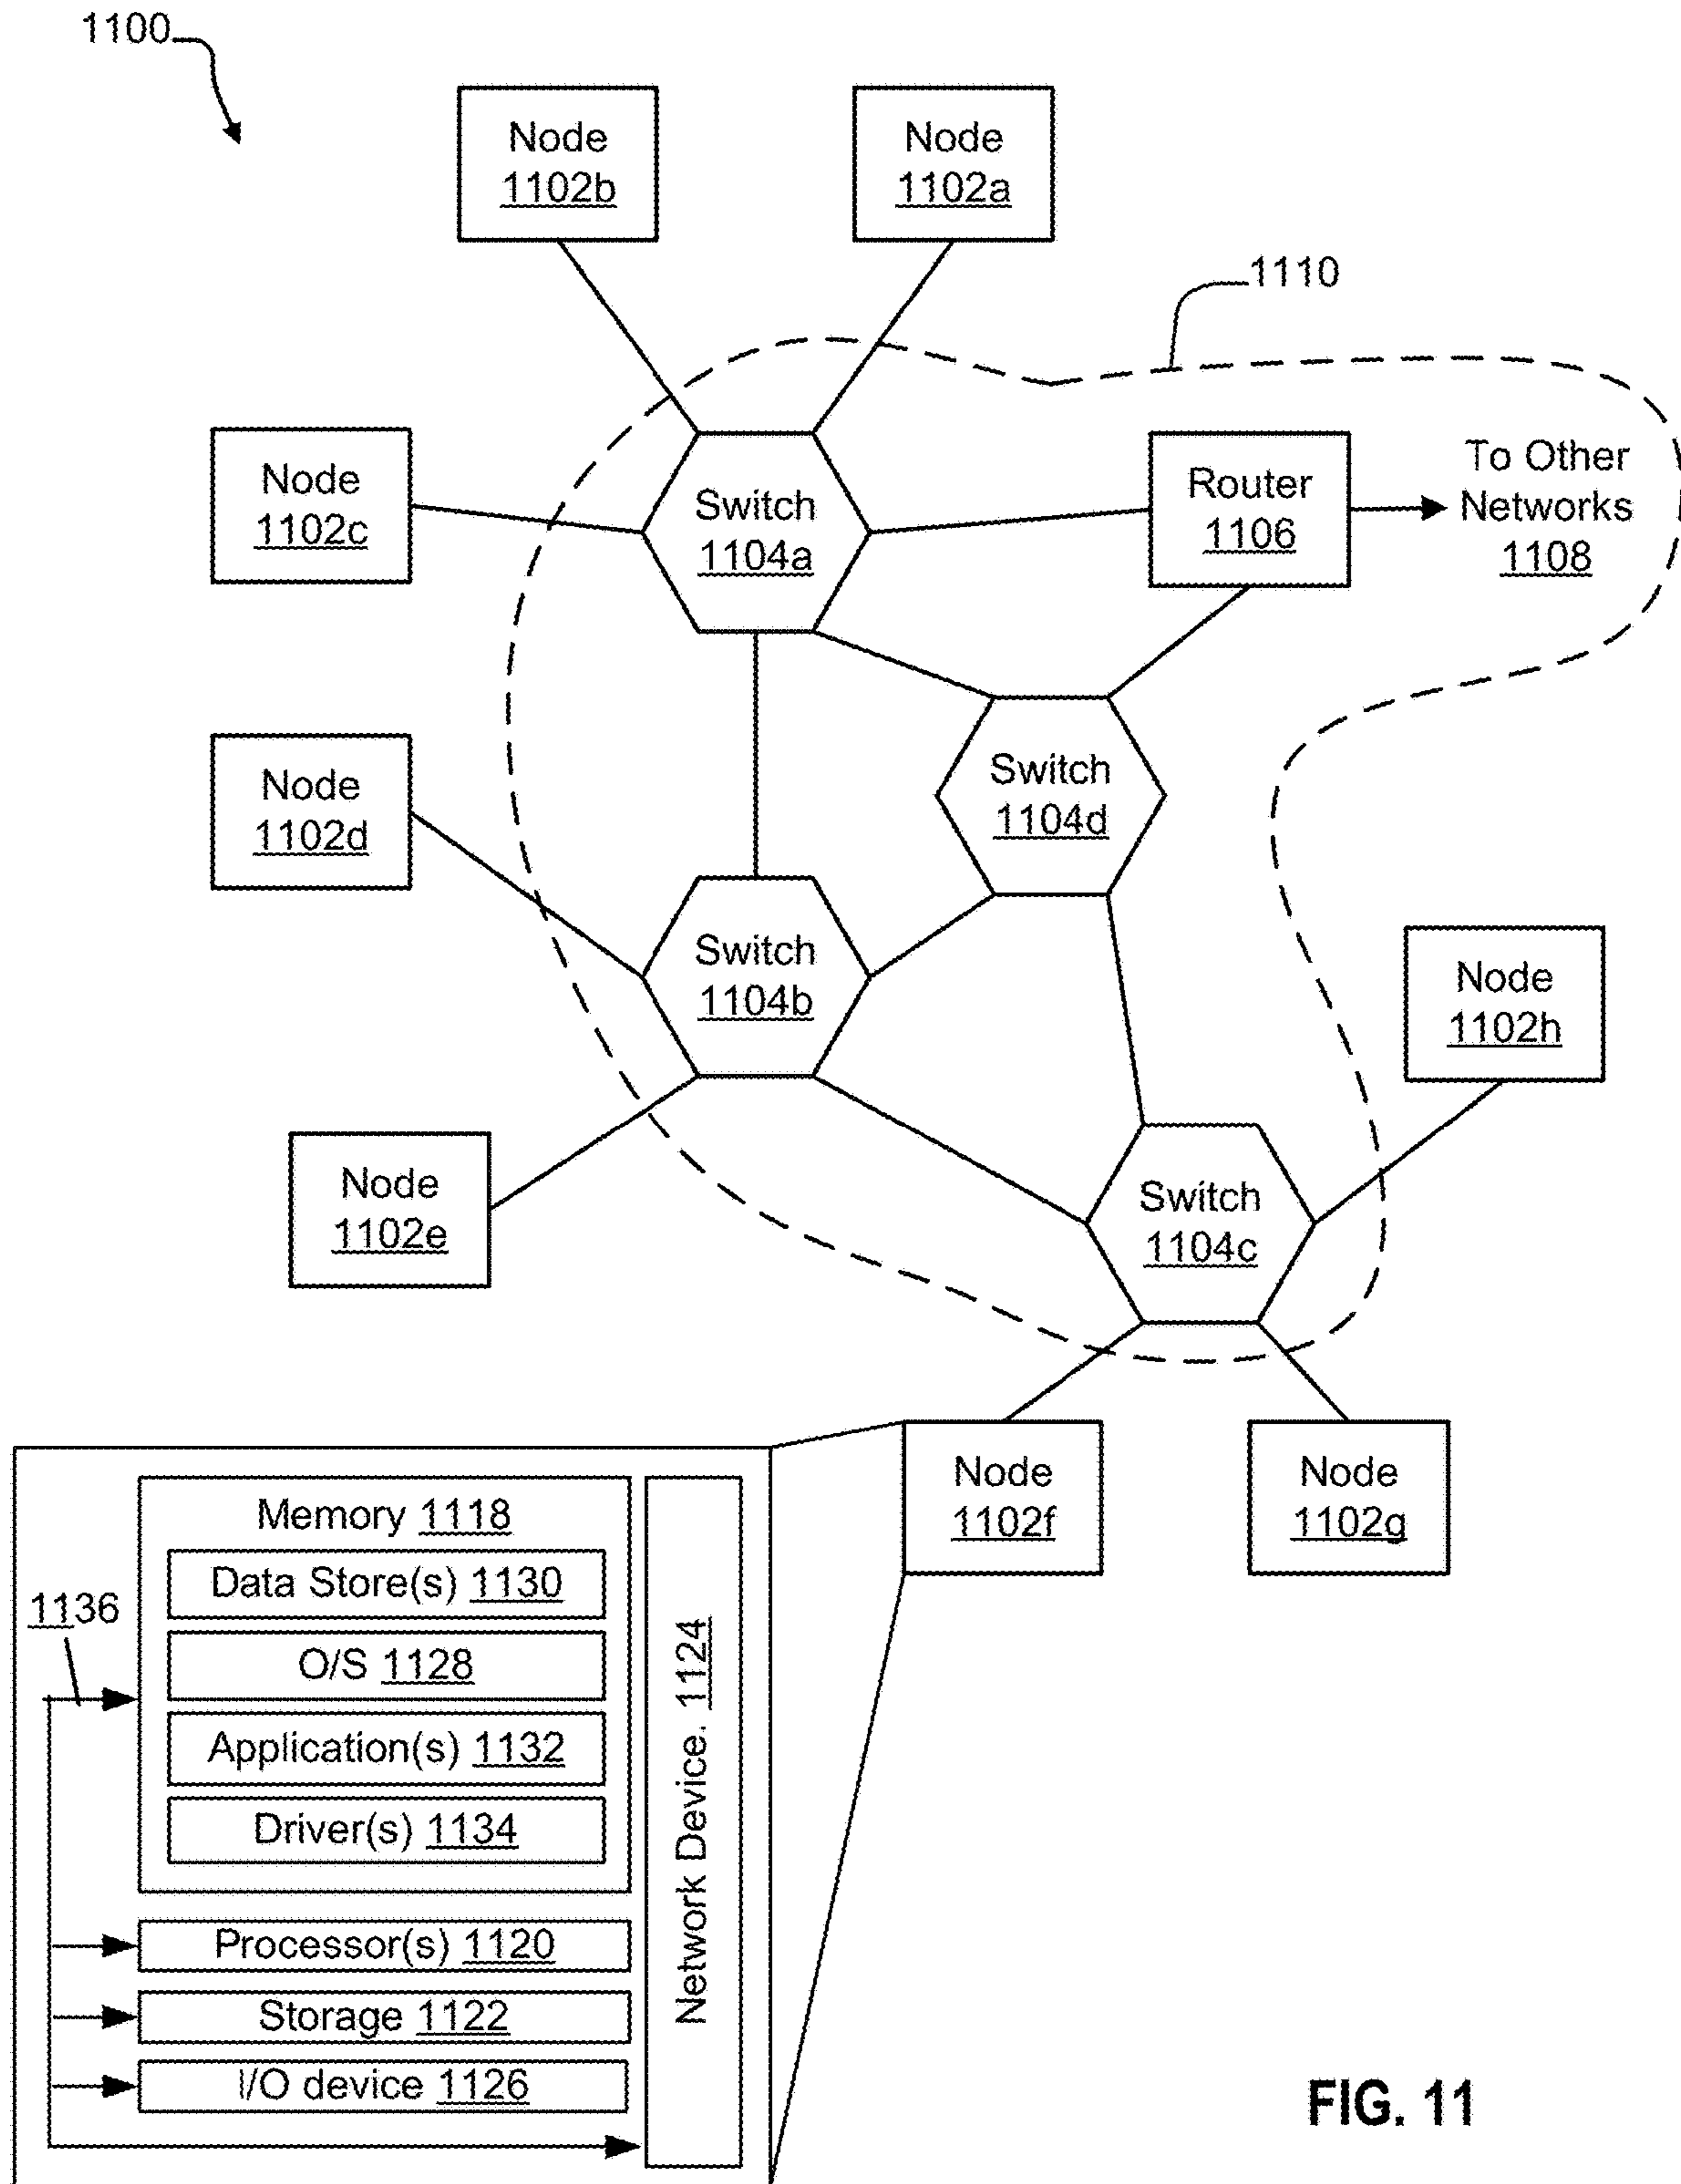 1100
Node
1102b
Node
1102a
1110
Node
1102c
Switch
1104a
Router
1106
To Other
Networks
1108
Node
1102d
Switch
1104d
Switch
1104b
Node
1102h
Node
1102e
Switch
1104c
Node
1102f
Node
1102g
Memory 1118
Data Store(s) 1130
O/S 1128
Application(s) 1132
Driver(s) 1134
1136
Processor(s) 1120
Storage 1122
I/O device 1126
Network Device. 1124
FIG. 11